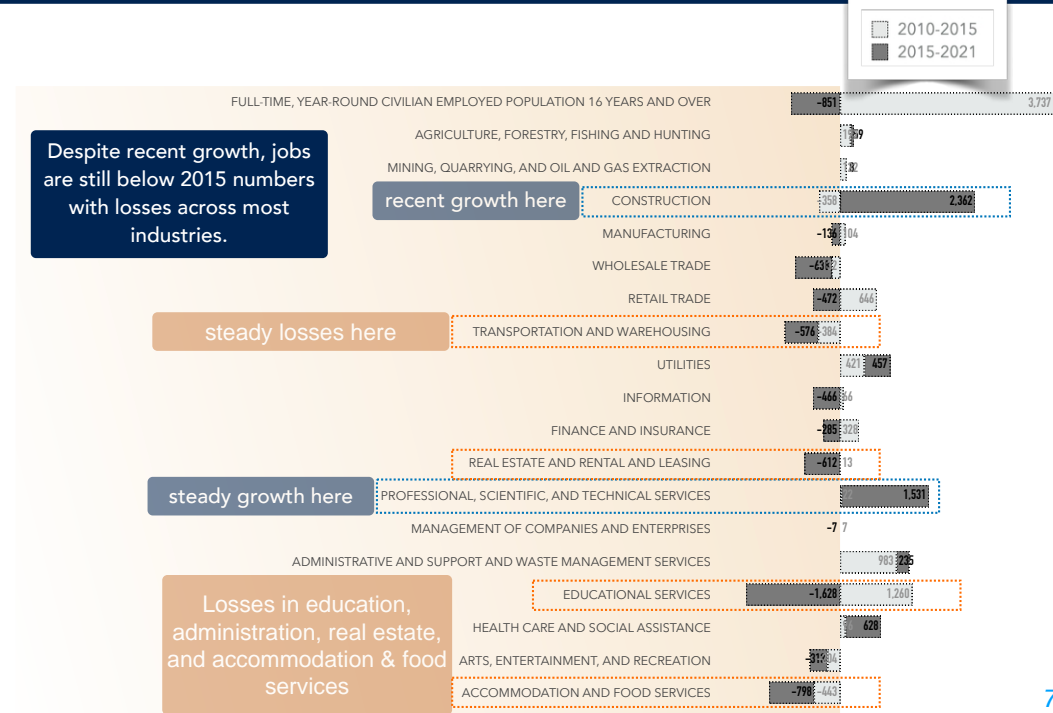 2010-2015
2015-2021
FULL-TIME, YEAR-ROUND CIVILIAN EMPLOYED POPULATION 16 YEARS AND OVER -851 3,737
Despite recent growth, jobs
are still below 2015 numbers
with losses across most
industries.
AGRICULTURE, FORESTRY, FISHING AND HUNTING
MINING, QUARRYING, AND OIL AND GAS EXTRACTION
recent growth here CONSTRUCTION -358 2,362
MANUFACTURING -136 104
WHOLESALE TRADE
RETAIL TRADE -472 646
steady losses here TRANSPORTATION AND WAREHOUSING -576 -384
UTILITIES 421 457
INFORMATION -466 66
FINANCE AND INSURANCE -285 328
REAL ESTATE AND RENTAL AND LEASING -612 13
steady growth here PROFESSIONAL, SCIENTIFIC, AND TECHNICAL SERVICES 22 1,531
MANAGEMENT OF COMPANIES AND ENTERPRISES -7 7
ADMINISTRATIVE AND SUPPORT AND WASTE MANAGEMENT SERVICES 983 235
EDUCATIONAL SERVICES -1,628 1,260
Losses in education,
administration, real estate,
and accommodation & food
services
HEALTH CARE AND SOCIAL ASSISTANCE 628
ARTS, ENTERTAINMENT, AND RECREATION
ACCOMMODATION AND FOOD SERVICES -798 -443
7